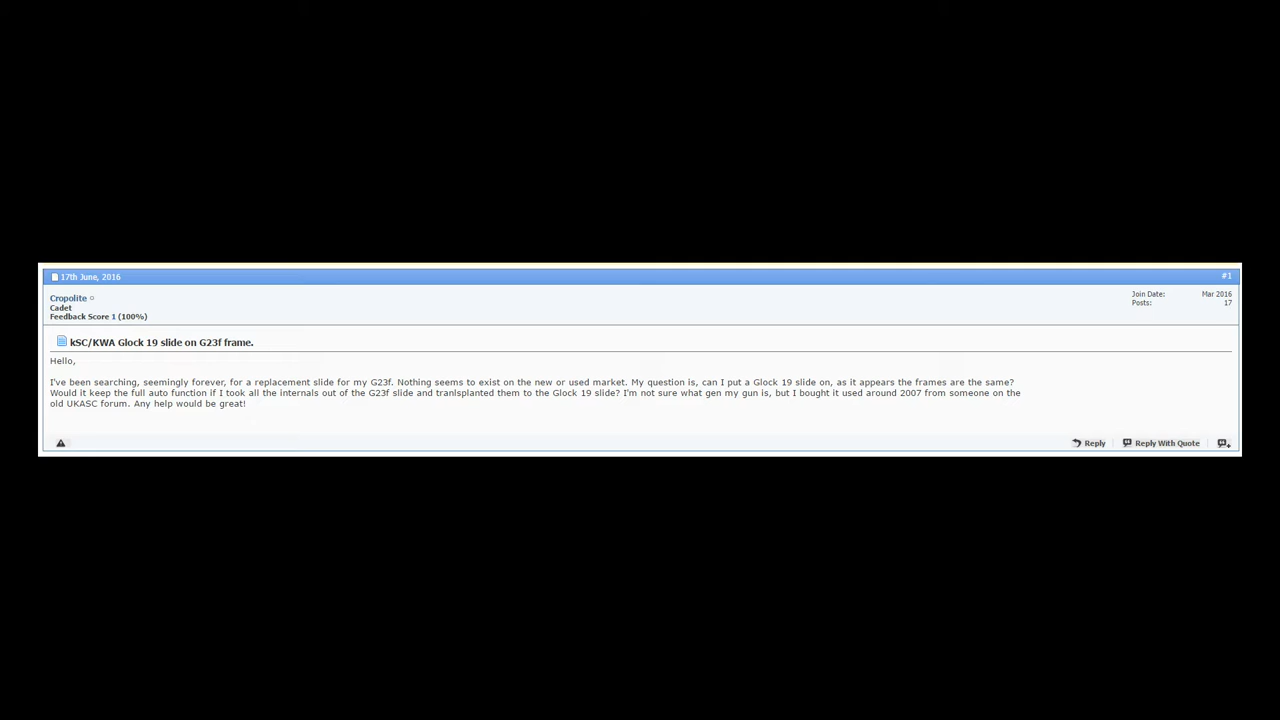 17th June, 2016
#1
Cropolite
Cadet
Feedback Score 1 (100%)
Join Date: Mar 2016
Posts: 17
kSC/KWA Glock 19 slide on G23f frame.
Hello,
I've been searching, seemingly forever, for a replacement slide for my G23f. Nothing seems to exist on the new or used market. My question is, can I put a Glock 19 slide on, as it appears the frames are the same?
Would it keep the full auto function if I took all the internals out of the G23f slide and tranlsplanted them to the Glock 19 slide? I'm not sure what gen my gun is, but I bought it used around 2007 from someone on the
old UKASC forum. Any help would be great!
Reply
Reply With Quote